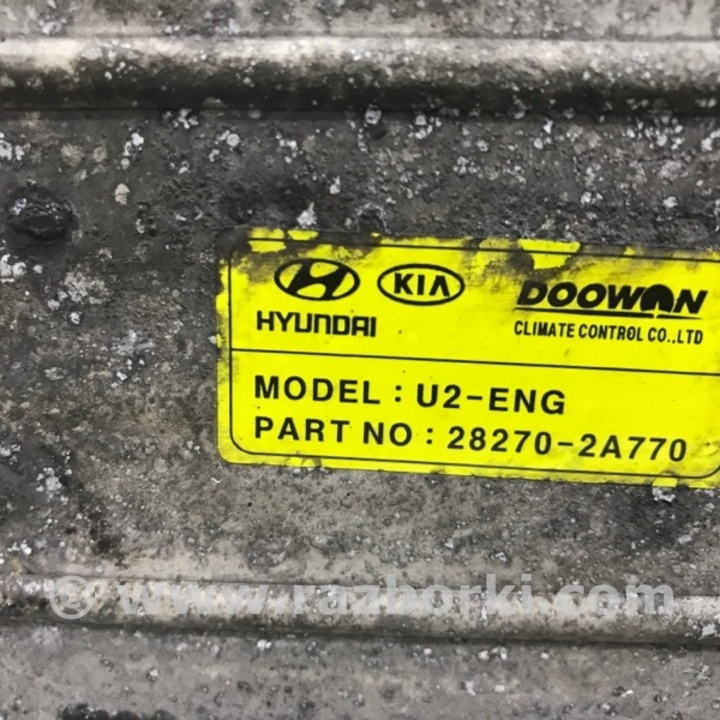 KIA DOOWON
HYUNDAI CLIMATE CONTROL CO.,LTD
MODEL : U2-ENG
PART NO : 28270-2A770
© www.razborki.com